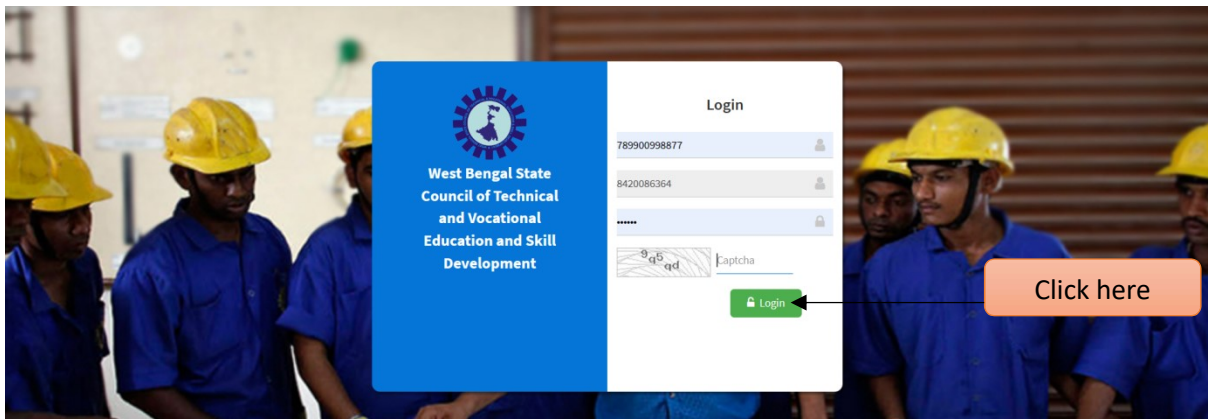 West Bengal State
Council of Technical
and Vocational
Education and Skill
Development
Login
789900998877
8420086364
••••••
9q5qd
Captcha
Login
Click here